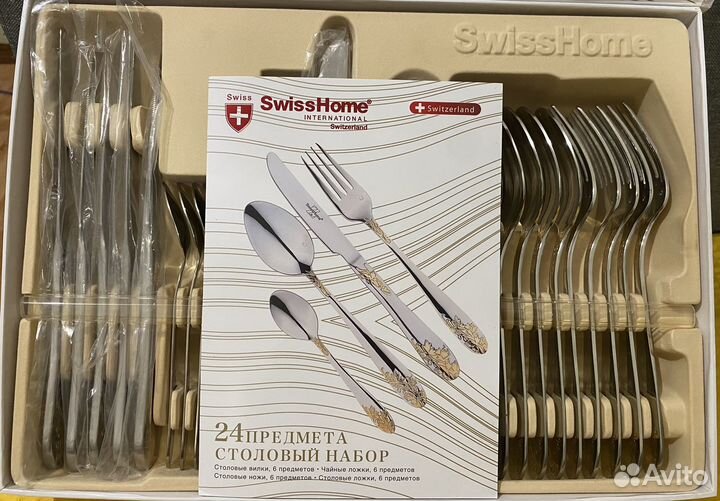 SwissHome
Swiss
SwissHome®
INTERNATIONAL
Switzerland
Switzerland
24 ПРЕДМЕТА
СТОЛОВЫЙ НАБОР
Столовые вилки, 6 предметов • Чайные ложки, 6 предметов
Столовые ножи, 6 предметов • Столовые ложки, 6 предметов
Avito